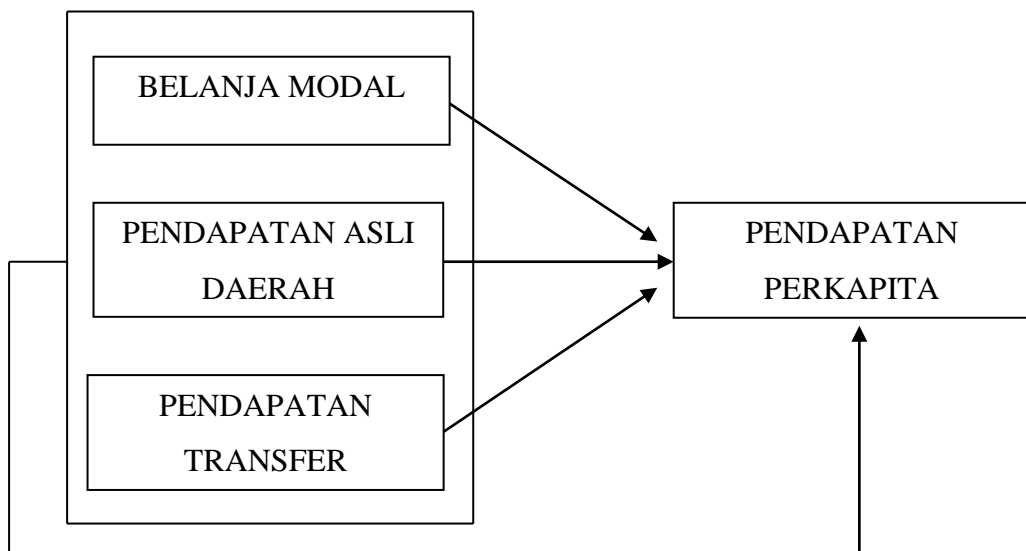 BELANJA MODAL
PENDAPATAN ASLI
DAERAH
PENDAPATAN
TRANSFER
PENDAPATAN
PERKAPITA